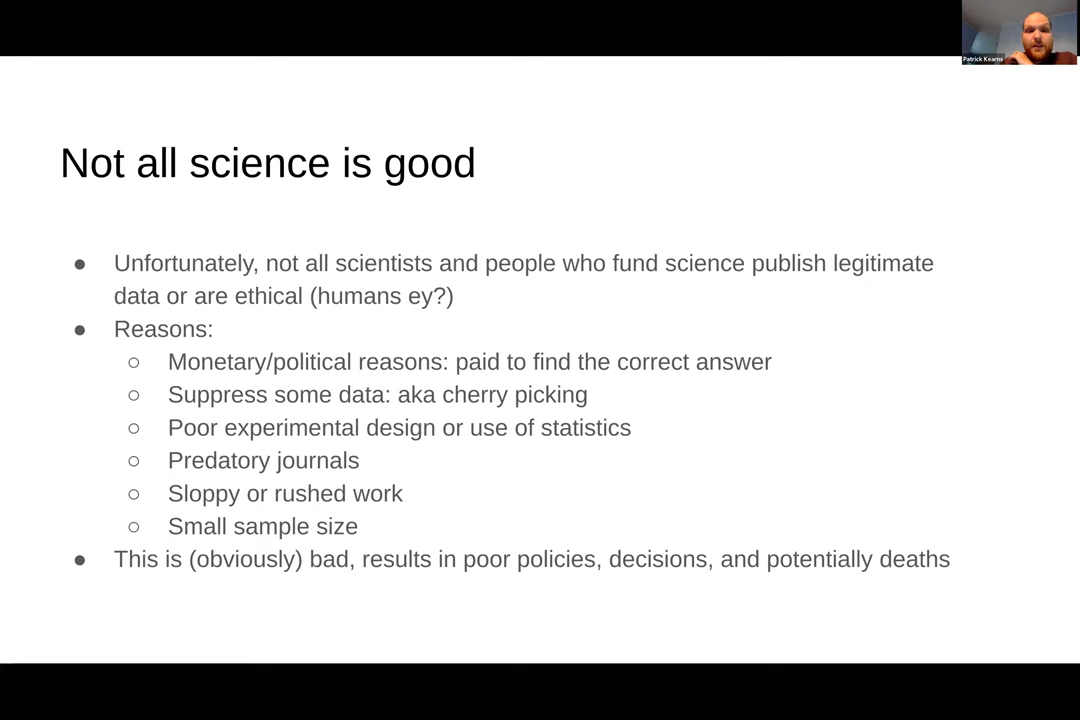 Patrick Kearns
Not all science is good
● Unfortunately, not all scientists and people who fund science publish legitimate
data or are ethical (humans ey?)
● Reasons:
○ Monetary/political reasons: paid to find the correct answer
○ Suppress some data: aka cherry picking
○ Poor experimental design or use of statistics
○ Predatory journals
○ Sloppy or rushed work
○ Small sample size
● This is (obviously) bad, results in poor policies, decisions, and potentially deaths